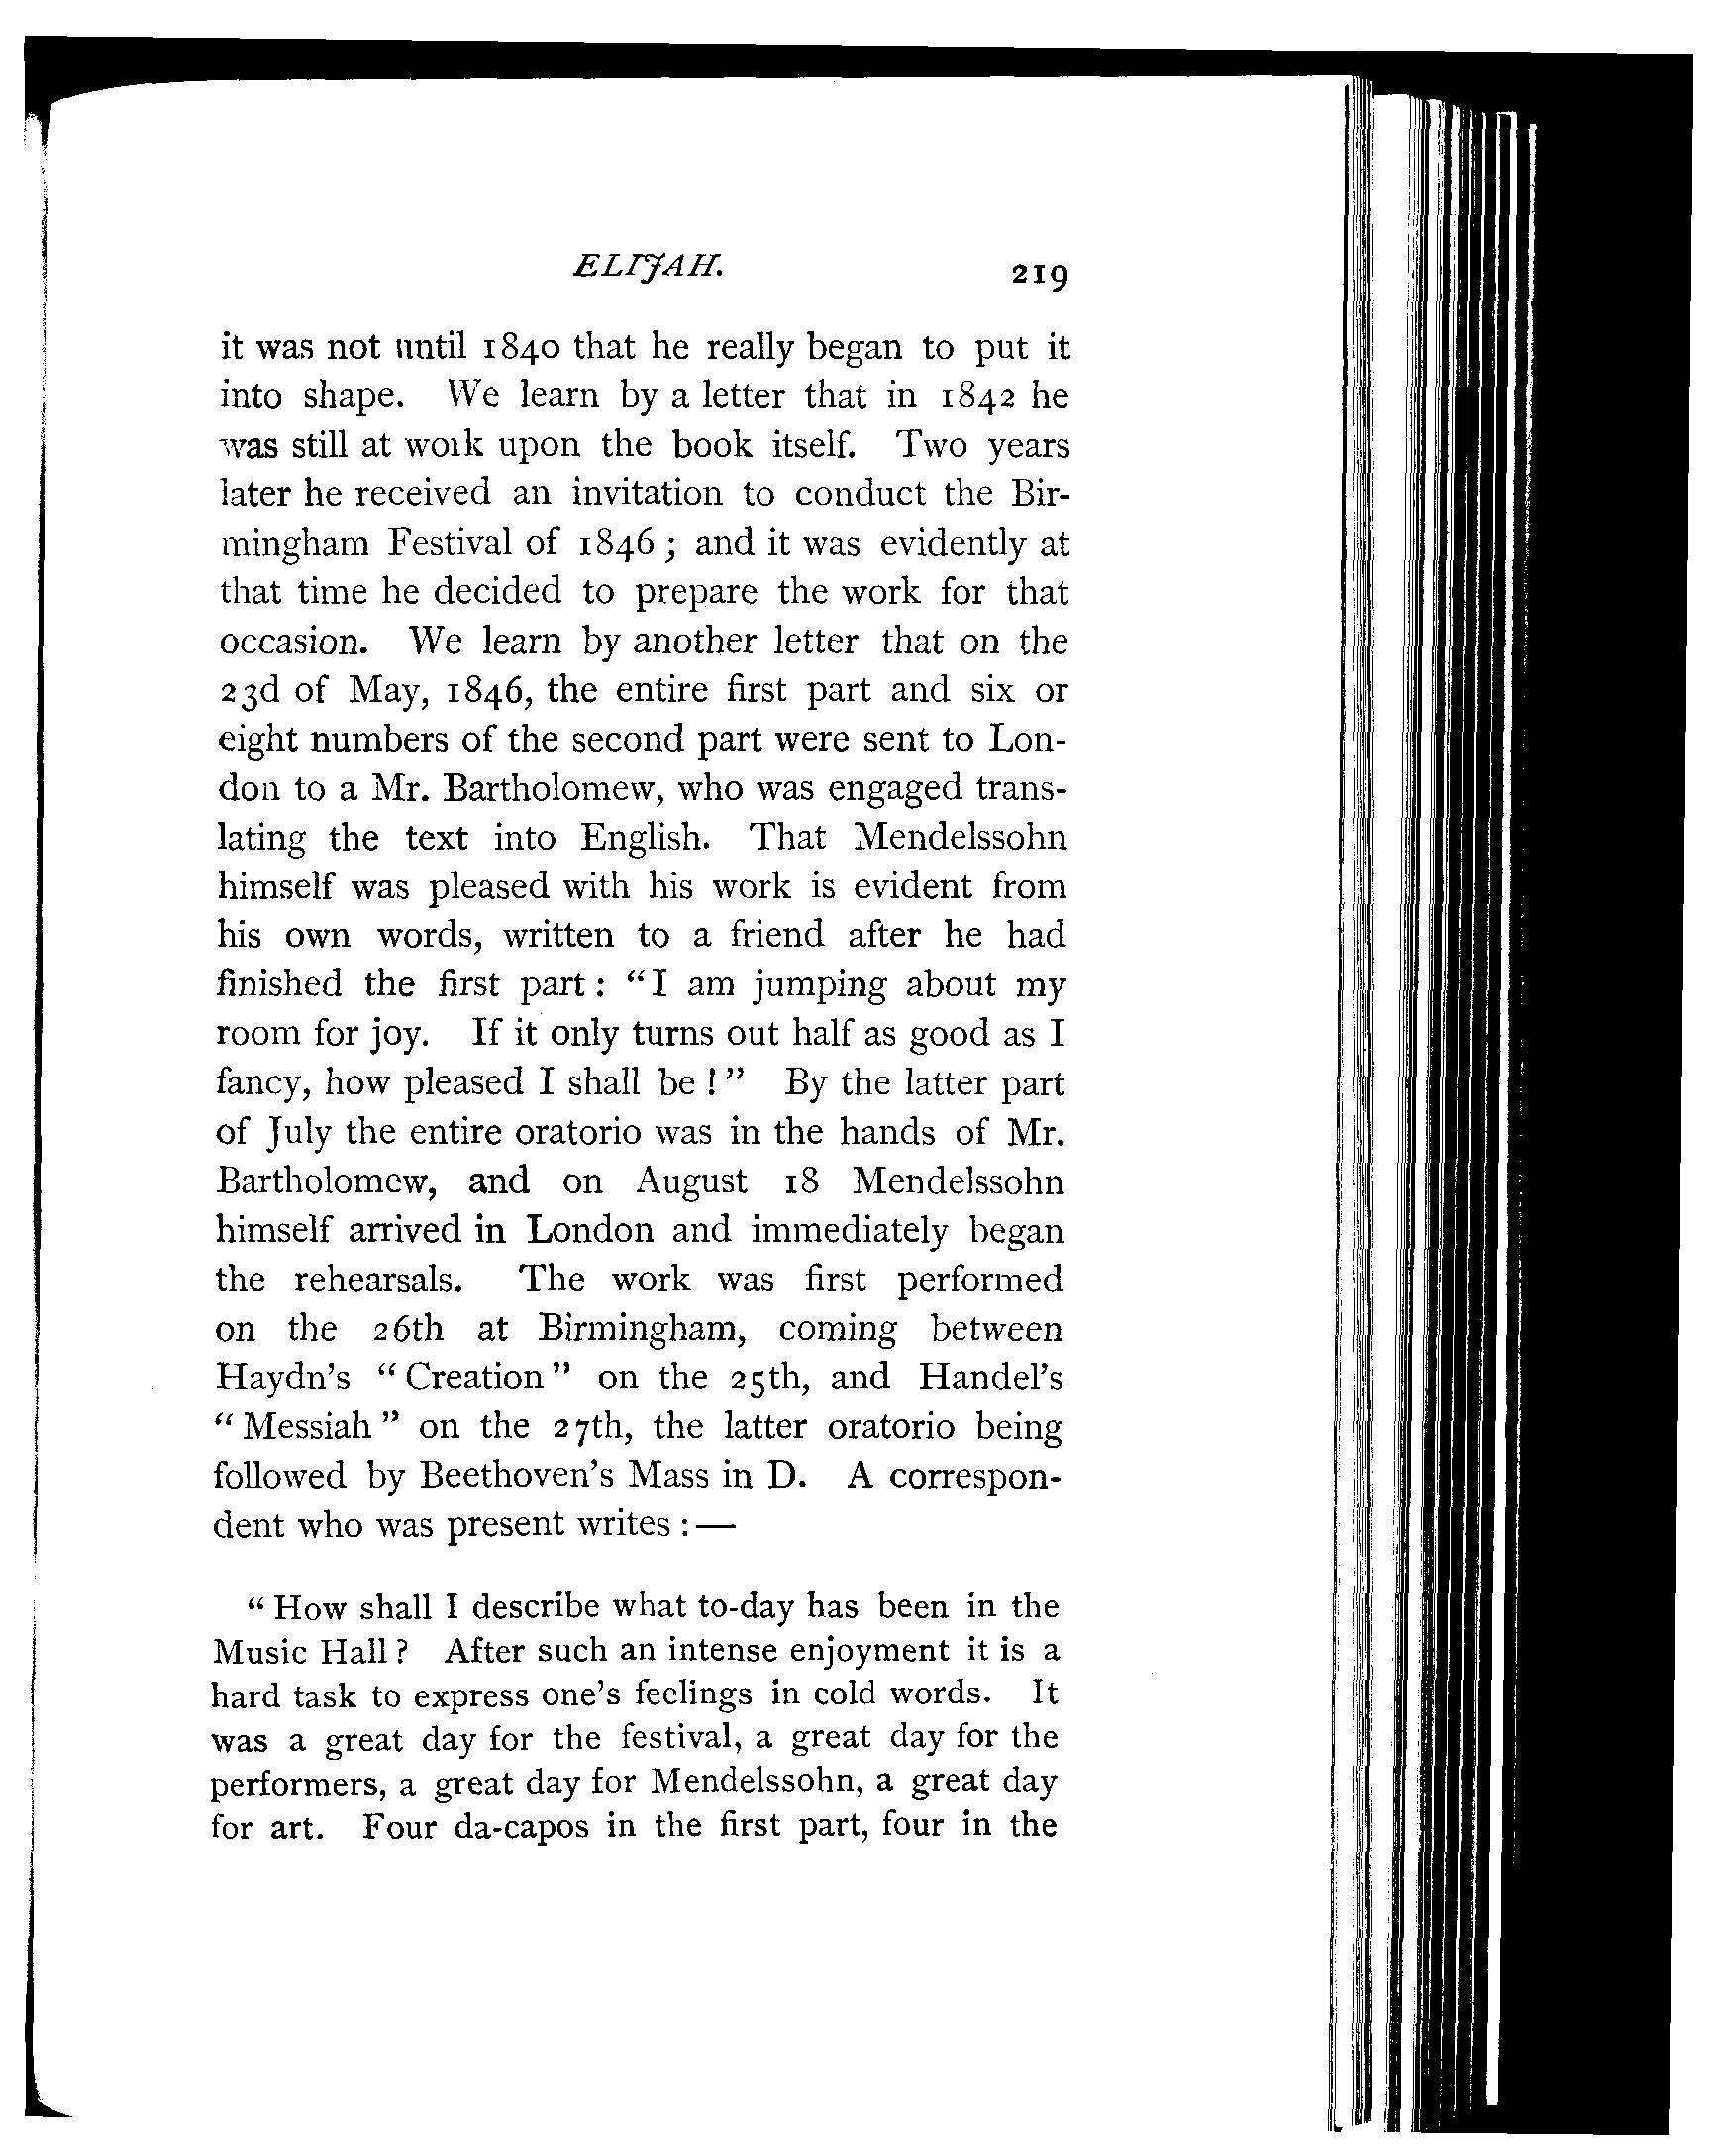 ELIJAH. 219
it was not until 1840 that he really began to put it
into shape. We learn by a letter that in 1842 he
was still at work upon the book itself. Two years
later he received an invitation to conduct the Bir-
mingham Festival of 1846; and it was evidently at
that time he decided to prepare the work for that
occasion. We learn by another letter that on the
23d of May, 1846, the entire first part and six or
eight numbers of the second part were sent to Lon-
don to a Mr. Bartholomew, who was engaged trans-
lating the text into English. That Mendelssohn
himself was pleased with his work is evident from
his own words, written to a friend after he had
finished the first part: "I am jumping about my
room for joy. If it only turns out half as good as I
fancy, how pleased I shall be!" By the latter part
of July the entire oratorio was in the hands of Mr.
Bartholomew, and on August 18 Mendelssohn
himself arrived in London and immediately began
the rehearsals. The work was first performed
on the 26th at Birmingham, coming between
Haydn's "Creation" on the 25th, and Handel's
"Messiah" on the 27th, the latter oratorio being
followed by Beethoven's Mass in D. A correspon-
dent who was present writes:—
"How shall I describe what to-day has been in the
Music Hall? After such an intense enjoyment it is a
hard task to express one's feelings in cold words. It
was a great day for the festival, a great day for the
performers, a great day for Mendelssohn, a great day
for art. Four da-capos in the first part, four in the